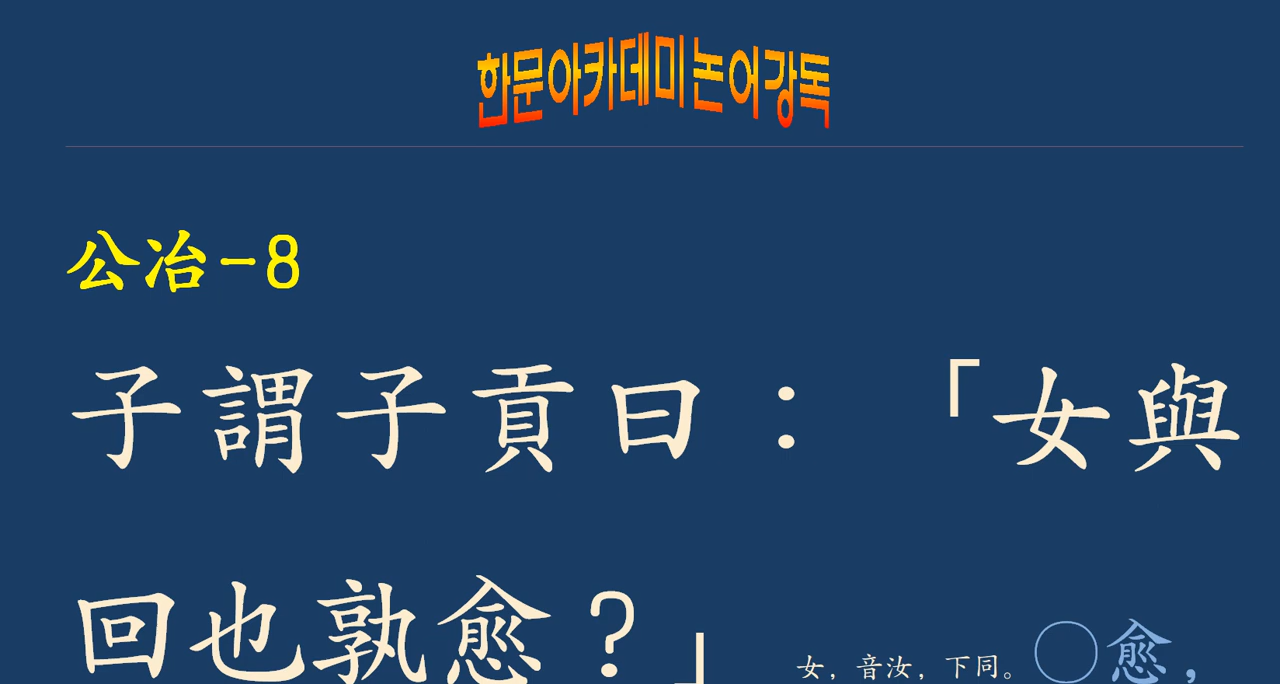 한문아카데미 논어강독
公冶-8
子謂子貢曰：「女與
回也孰愈？」 女，音汝，下同。○愈，